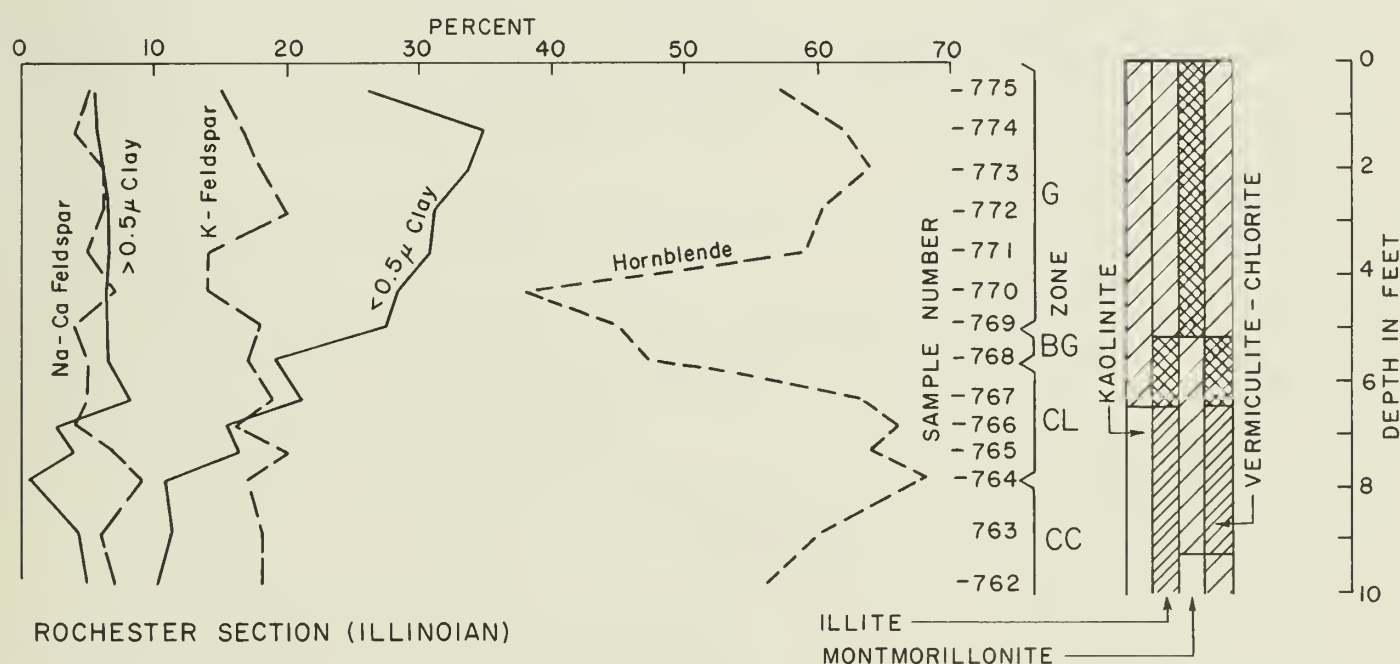 PERCENT
0 10 20 30 40 50 60 70
Na-Ca Feldspar
>0.5μ Clay
K-Feldspar
<0.5μ Clay
Hornblende
SAMPLE NUMBER
-775
-774
-773
-772
-771
-770
-769
-768
-767
-766
-765
-764
763
-762
ZONE
G
BG
CL
CC
KAOLINITE
VERMICULITE-CHLORITE
DEPTH IN FEET
0
2
4
6
8
10
ROCHESTER SECTION (ILLINOIAN)
ILLITE
MONTMORILLONITE